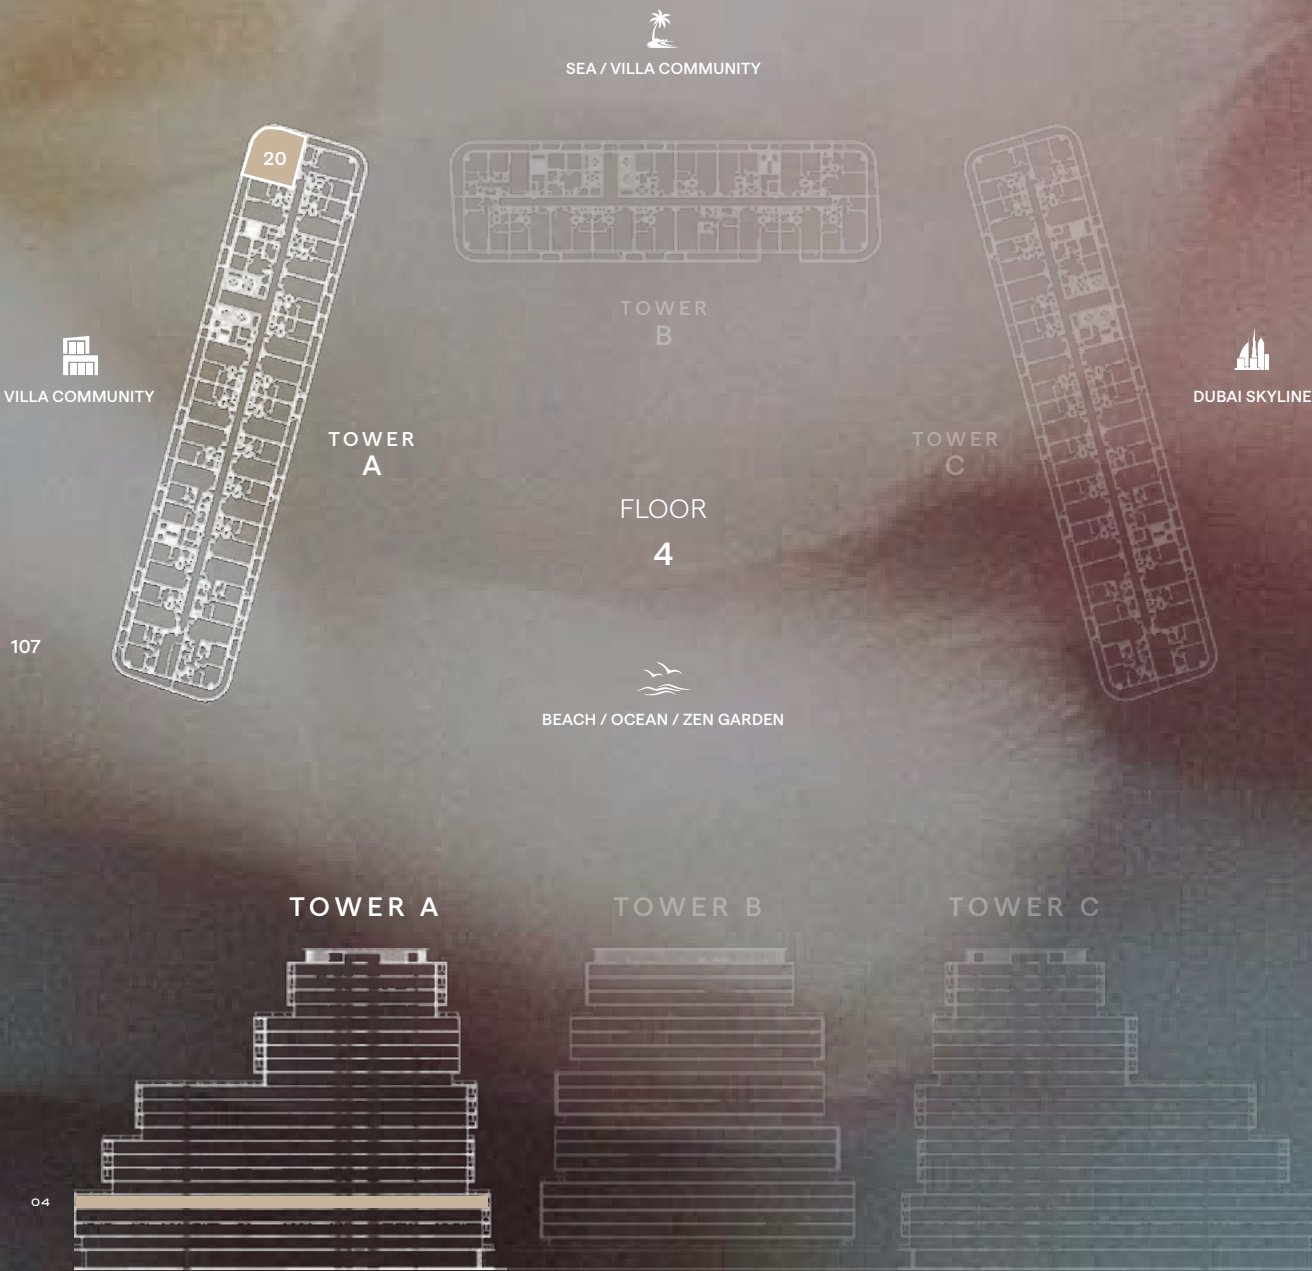 SEA / VILLA COMMUNITY
20
TOWER
B
VILLA COMMUNITY
DUBAI SKYLINE
TOWER
A
TOWER
C
FLOOR
4
107
BEACH / OCEAN / ZEN GARDEN
TOWER A
TOWER B
TOWER C
04